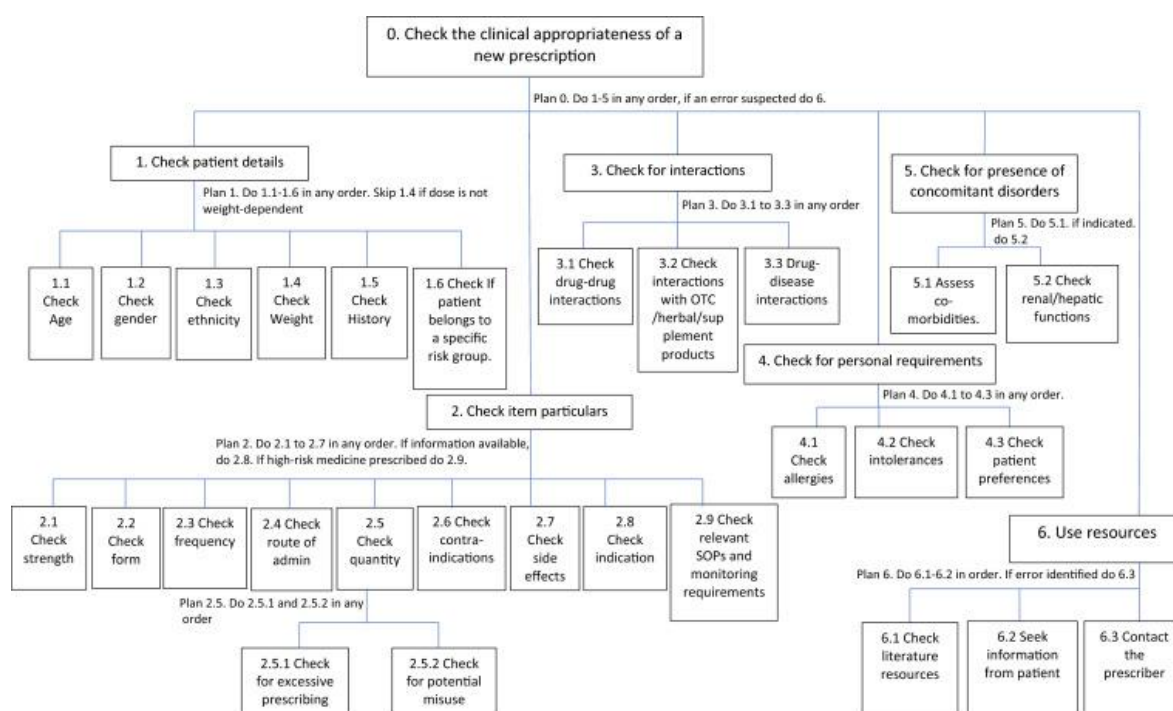 0. Check the clinical appropriateness of a
new prescription
Plan 0. Do 1-5 in any order, if an error suspected do 6.
1. Check patient details
Plan 1. Do 1.1-1.6 in any order. Skip 1.4 if dose is not
weight-dependent
1.1
Check
Age
1.2
Check
gender
1.3
Check
ethnicity
1.4
Check
Weight
1.5
Check
History
1.6 Check If
patient
belongs to
a specific
risk group.
3. Check for interactions
Plan 3. Do 3.1 to 3.3 in any order
3.1 Check
drug-drug
interactions
3.2 Check
interactions
with OTC
/herbal/sup
plement
products
3.3 Drug-
disease
interactions
5. Check for presence of
concomitant disorders
Plan 5. Do 5.1. if indicated.
do 5.2
5.1 Assess
co-
morbidities.
5.2 Check
renal/hepatic
functions
4. Check for personal requirements
Plan 4. Do 4.1 to 4.3 in any order.
4.1
Check
allergies
4.2 Check
intolerances
4.3 Check
patient
preferences
2. Check item particulars
Plan 2. Do 2.1 to 2.7 in any order. If information available,
do 2.8. If high-risk medicine prescribed do 2.9.
2.1
Check
strength
2.2
Check
form
2.3 Check
frequency
2.4 Check
route of
admin
2.5
Check
quantity
2.6 Check
contra-
indications
2.7
Check
side
effects
2.8
Check
indication
2.9 Check
relevant
SOPs and
monitoring
requirements
Plan 2.5. Do 2.5.1 and 2.5.2 in any
order
2.5.1 Check
for excessive
prescribing
2.5.2 Check
for potential
misuse
6. Use resources
Plan 6. Do 6.1-6.2 in order. If error identified do 6.3
6.1 Check
literature
resources
6.2 Seek
information
from patient
6.3 Contact
the
prescriber